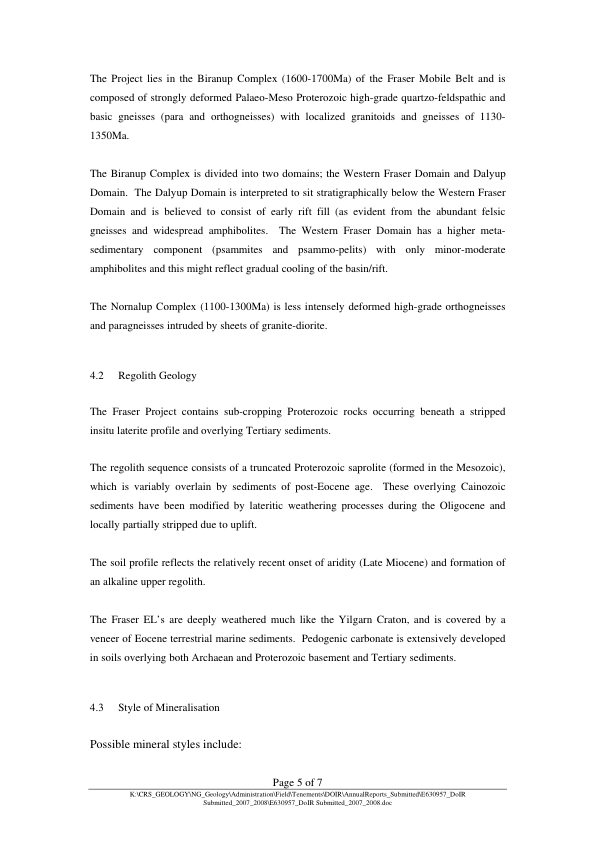 The Project lies in the Biranup Complex (1600-1700Ma) of the Fraser Mobile Belt and is
composed of strongly deformed Palaeo-Meso Proterozoic high-grade quartzo-feldspathic and
basic gneisses (para and orthogneisses) with localized granitoids and gneisses of 1130-
1350Ma.
The Biranup Complex is divided into two domains; the Western Fraser Domain and Dalyup
Domain. The Dalyup Domain is interpreted to sit stratigraphically below the Western Fraser
Domain and is believed to consist of early rift fill (as evident from the abundant felsic
gneisses and widespread amphibolites. The Western Fraser Domain has a higher meta-
sedimentary component (psammites and psammo-pelits) with only minor-moderate
amphibolites and this might reflect gradual cooling of the basin/rift.
The Nornalup Complex (1100-1300Ma) is less intensely deformed high-grade orthogneisses
and paragneisses intruded by sheets of granite-diorite.
4.2 Regolith Geology
The Fraser Project contains sub-cropping Proterozoic rocks occurring beneath a stripped
insitu laterite profile and overlying Tertiary sediments.
The regolith sequence consists of a truncated Proterozoic saprolite (formed in the Mesozoic),
which is variably overlain by sediments of post-Eocene age. These overlying Cainozoic
sediments have been modified by lateritic weathering processes during the Oligocene and
locally partially stripped due to uplift.
The soil profile reflects the relatively recent onset of aridity (Late Miocene) and formation of
an alkaline upper regolith.
The Fraser EL's are deeply weathered much like the Yilgarn Craton, and is covered by a
veneer of Eocene terrestrial marine sediments. Pedogenic carbonate is extensively developed
in soils overlying both Archaean and Proterozoic basement and Tertiary sediments.
4.3 Style of Mineralisation
Possible mineral styles include:
Page 5 of 7
K:\CRS_GEOLOGY\NG_Geology\Administration\Field\Tenements\DOIR\AnnualReports_Submitted\E630957_DoIR
Submitted_2007_2008\E630957_DoIR Submitted_2007_2008.doc